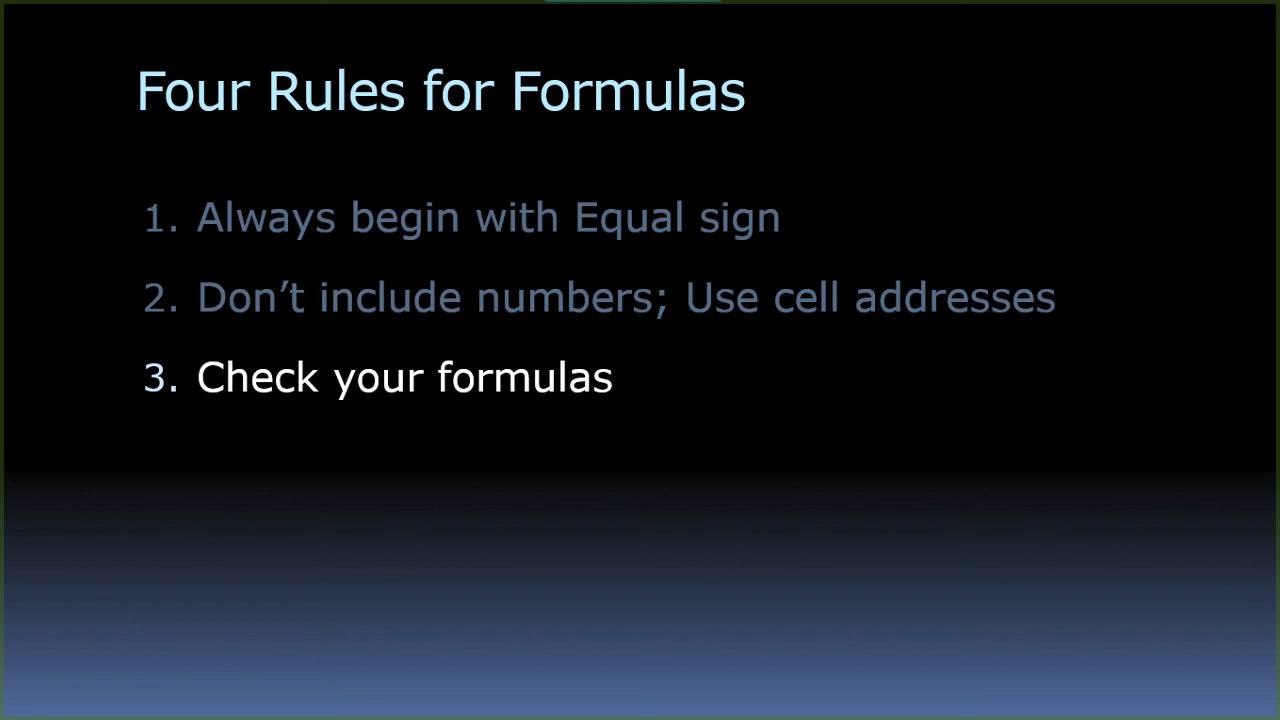 Four Rules for Formulas
1. Always begin with Equal sign
2. Don’t include numbers; Use cell addresses
3. Check your formulas